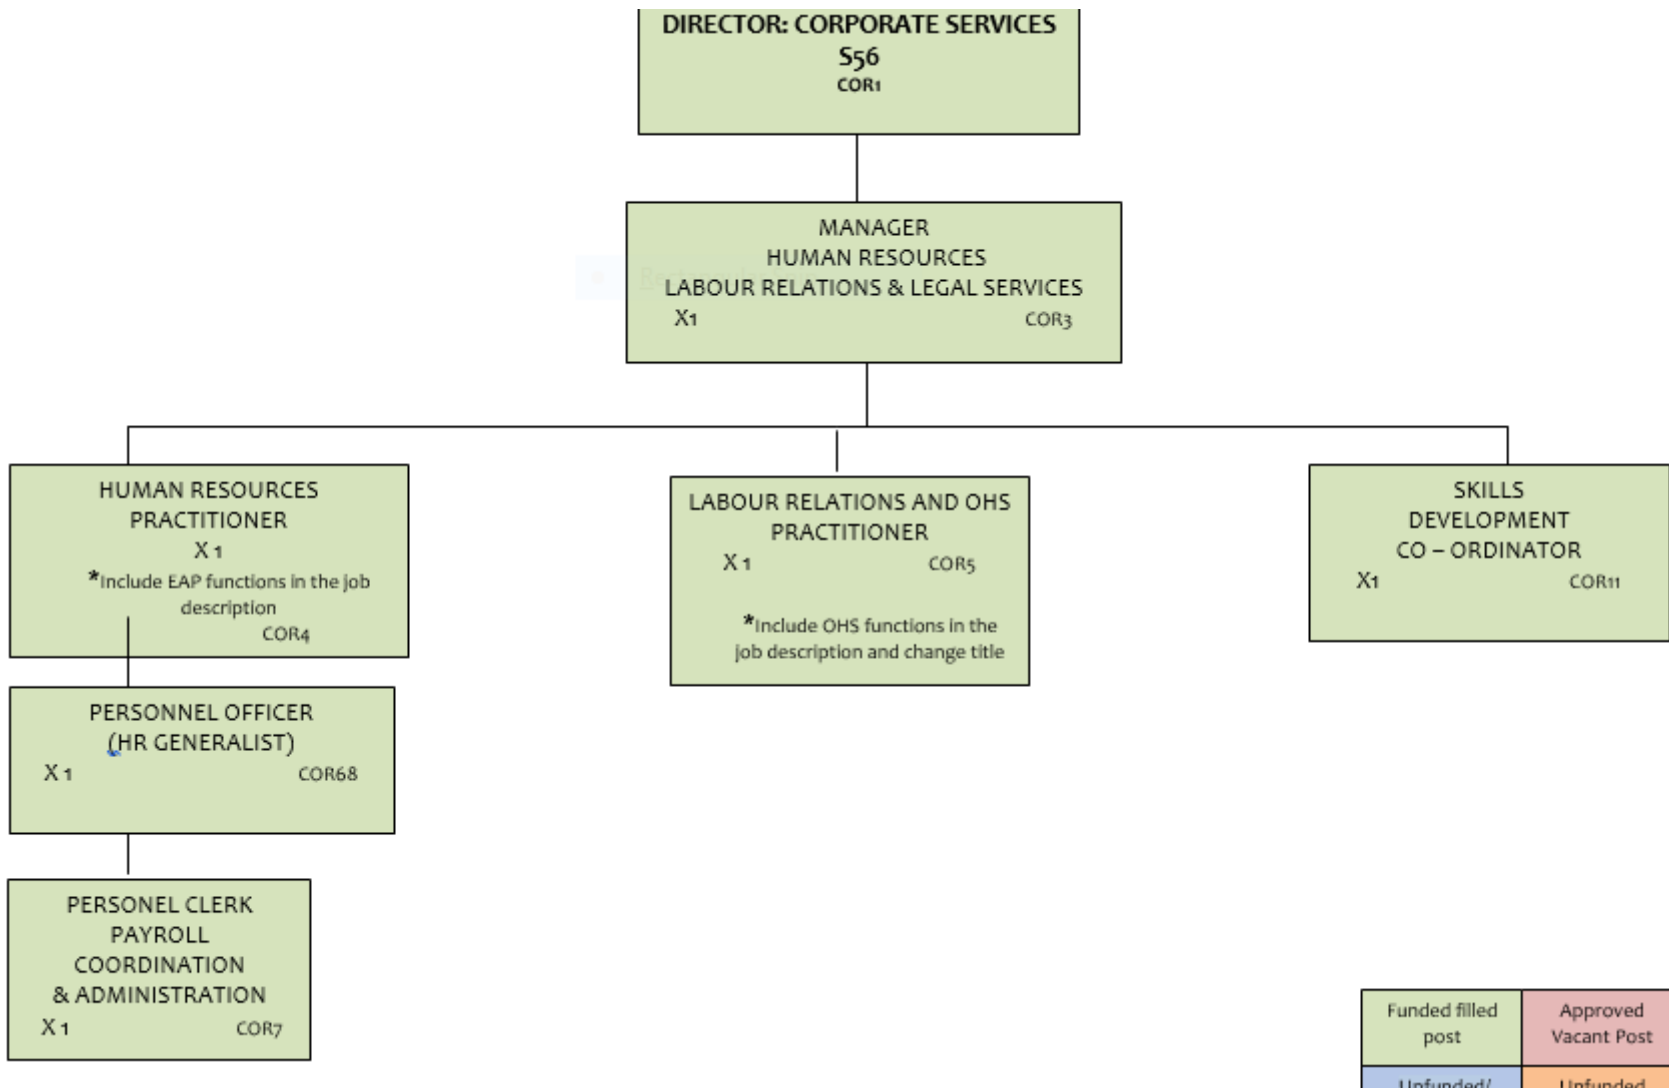 DIRECTOR: CORPORATE SERVICES
S56
COR1
MANAGER
HUMAN RESOURCES
LABOUR RELATIONS & LEGAL SERVICES
X1 COR3
HUMAN RESOURCES
PRACTITIONER
X 1
*Include EAP functions in the job
description
COR4
LABOUR RELATIONS AND OHS
PRACTITIONER
X 1 COR5
*Include OHS functions in the
job description and change title
SKILLS
DEVELOPMENT
CO – ORDINATOR
X1 COR11
PERSONNEL OFFICER
(HR GENERALIST)
X 1 COR68
PERSONEL CLERK
PAYROLL
COORDINATION
& ADMINISTRATION
X 1 COR7
Funded filled
post
Approved
Vacant Post
Unfunded/
Unfunded